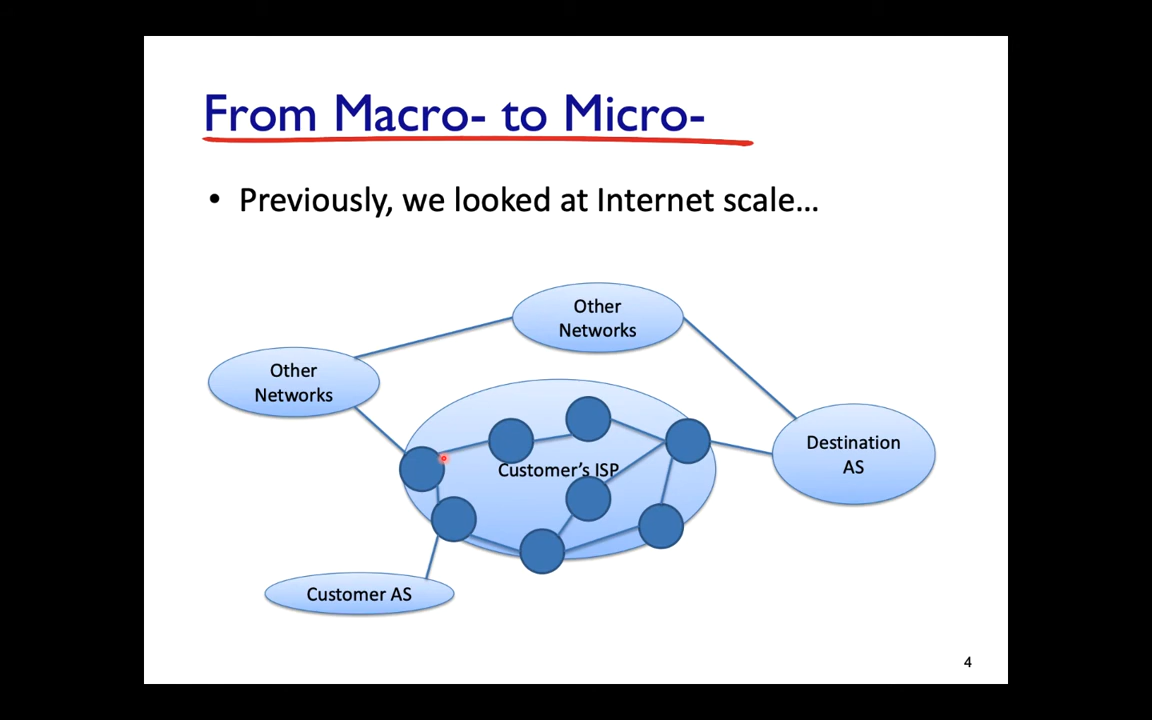 From Macro- to Micro-
• Previously, we looked at Internet scale…
Other
Networks
Other
Networks
Customer's ISP
Destination
AS
Customer AS
4